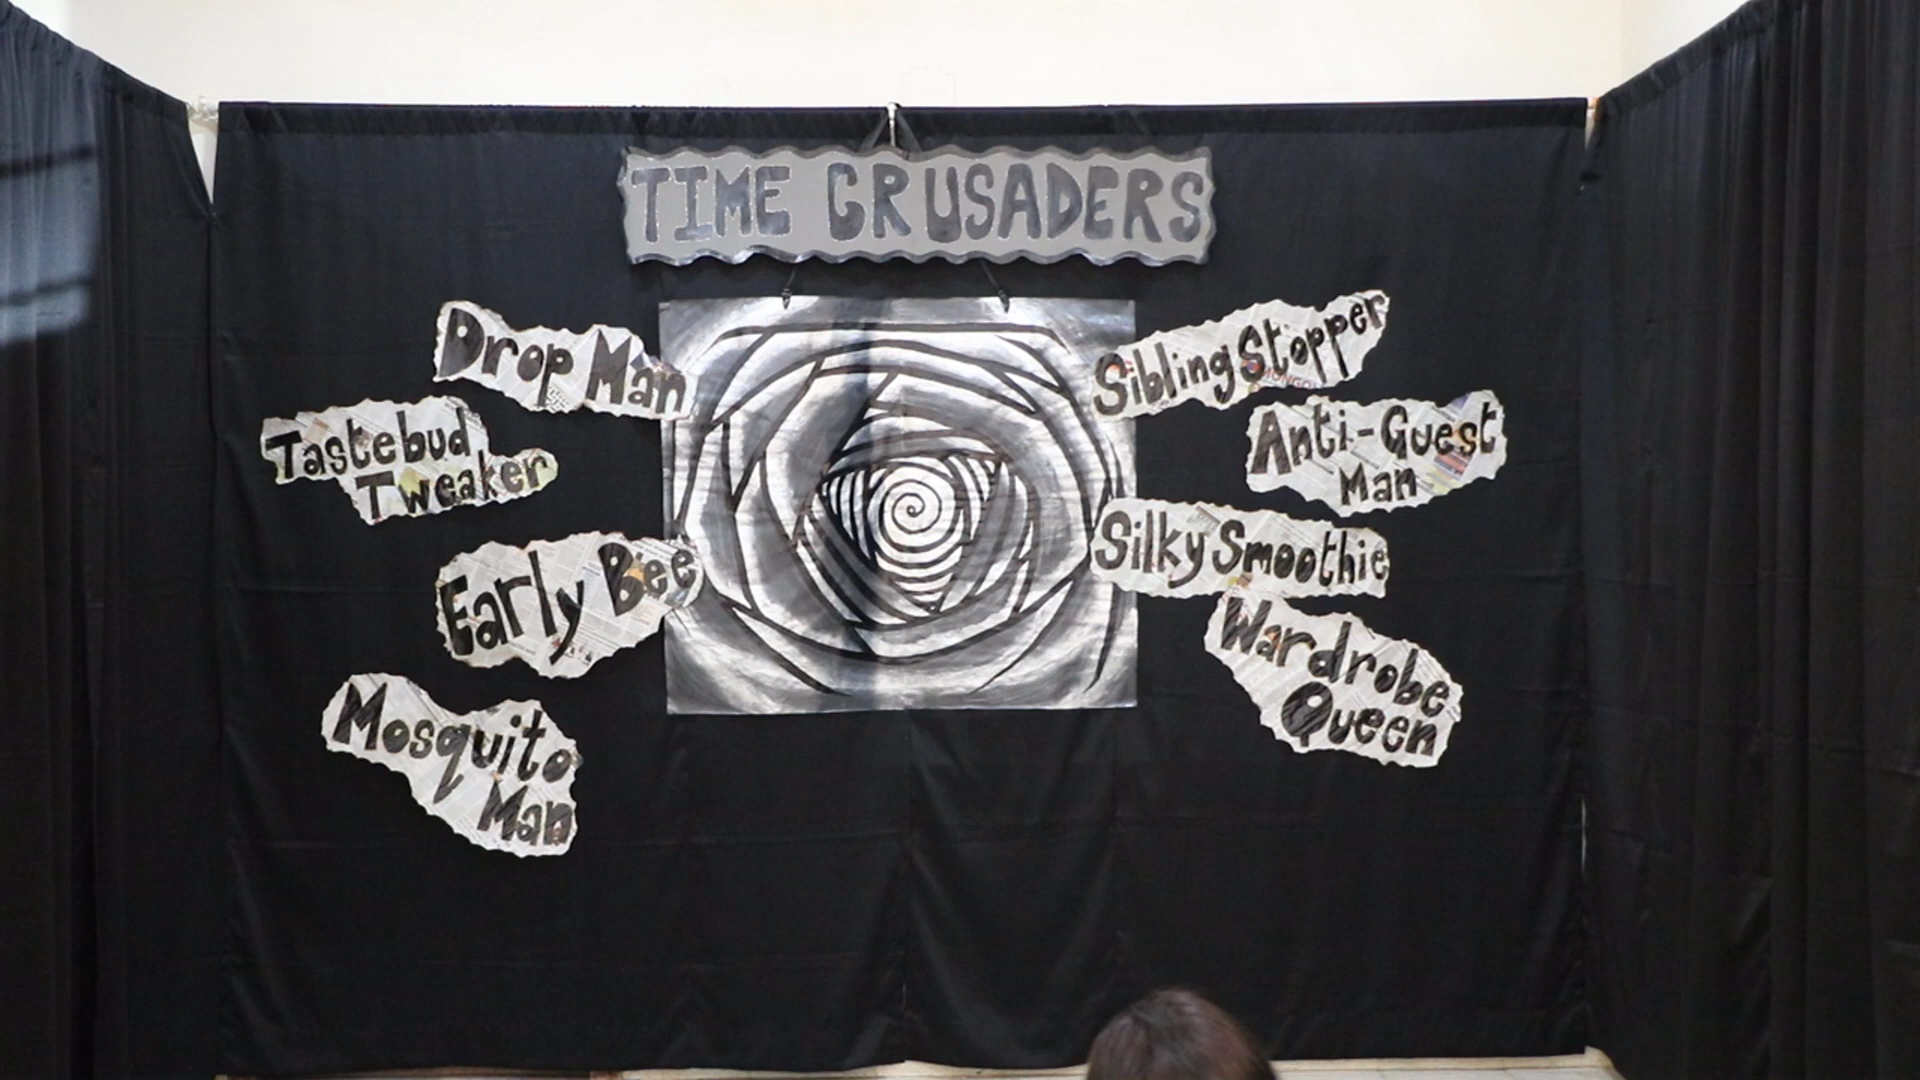 TIME CRUSADERS
Drop Man
Tastebud
Tweaker
Early Bee
Mosquito
Man
Sibling Stopper
Anti-Guest
Man
Silky Smoothie
Wardrobe
Queen